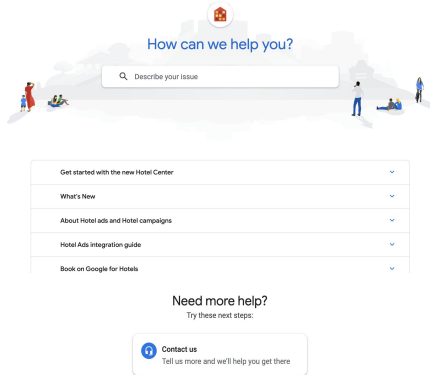 How can we help you?
Describe your issue
Get started with the new Hotel Center
What's New
About Hotel ads and Hotel campaigns
Hotel Ads integration guide
Book on Google for Hotels
Need more help?
Try these next steps:
Contact us
Tell us more and we'll help you get there